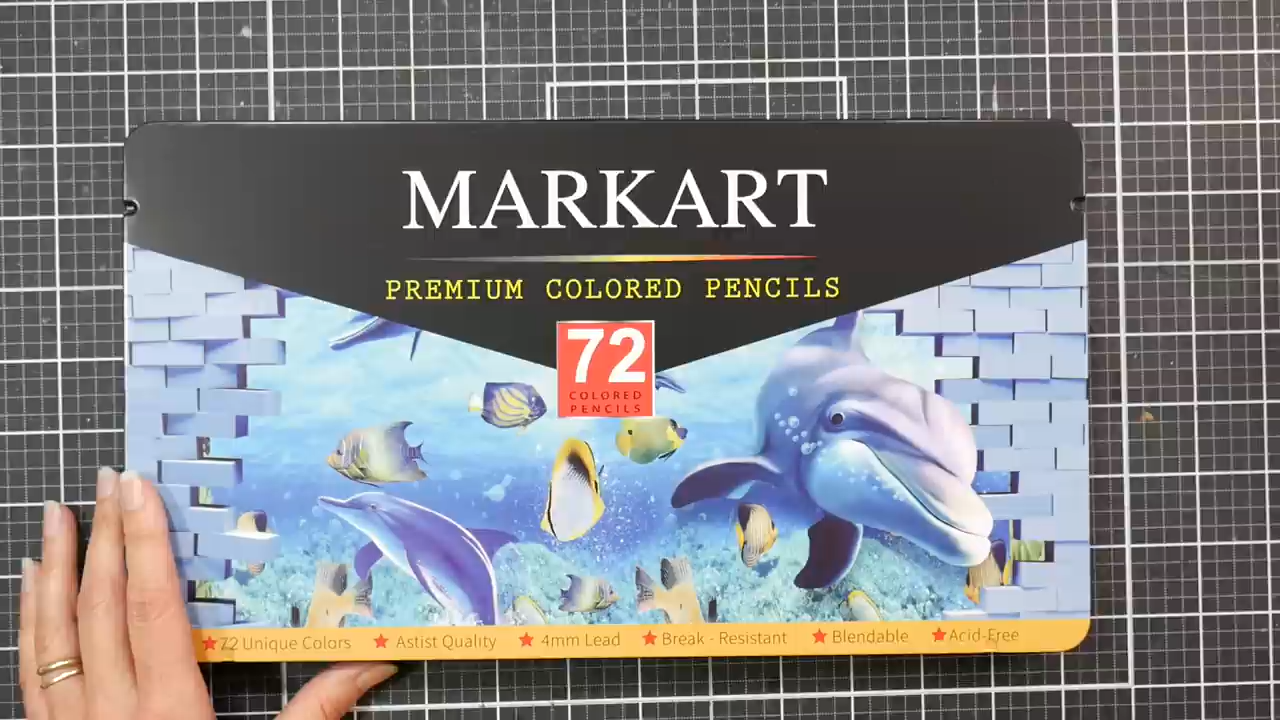 MARKART
PREMIUM COLORED PENCILS
72
COLORED
PENCILS
★72 Unique Colors ★ Astist Quality ★ 4mm Lead ★ Break - Resistant ★ Blendable ★ Acid-Free